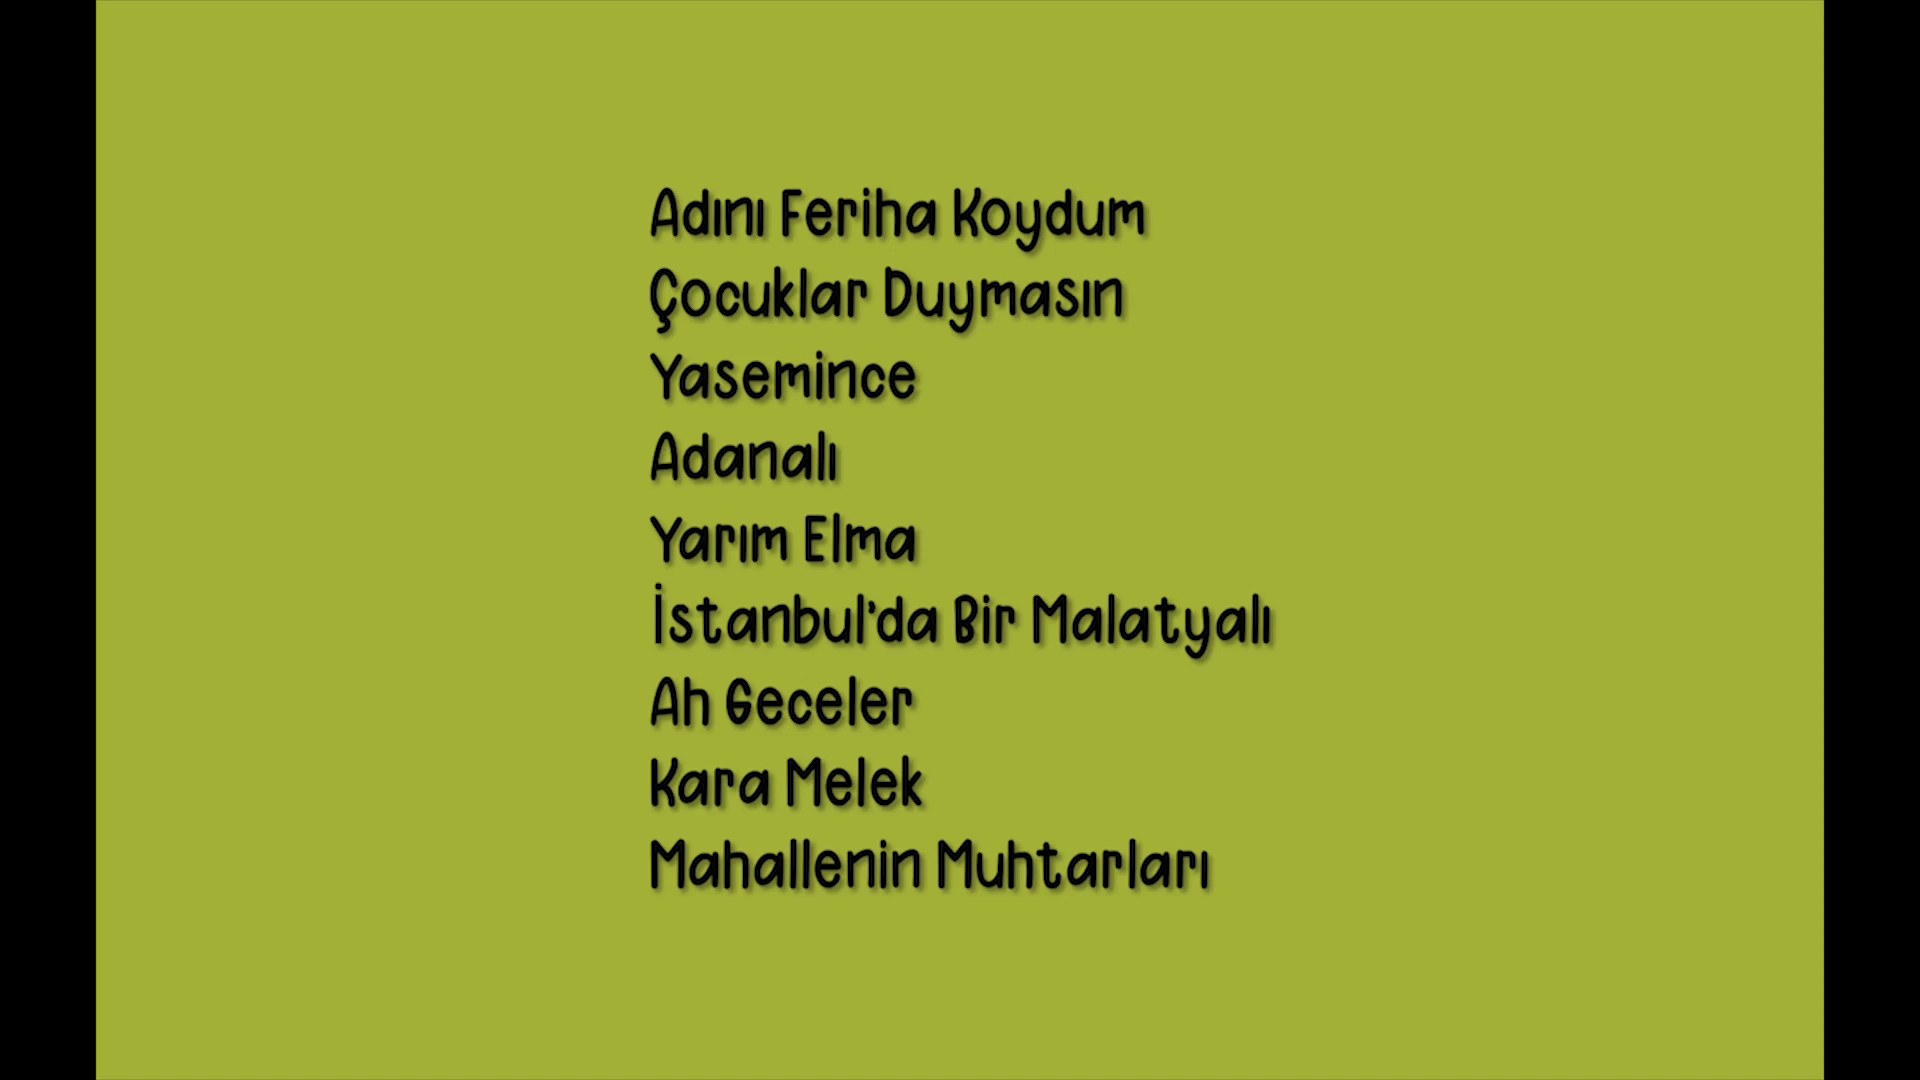 Adını Feriha Koydum
Çocuklar Duymasın
Yasemince
Adanalı
Yarım Elma
İstanbul'da Bir Malatyalı
Ah Geceler
Kara Melek
Mahallenin Muhtarları